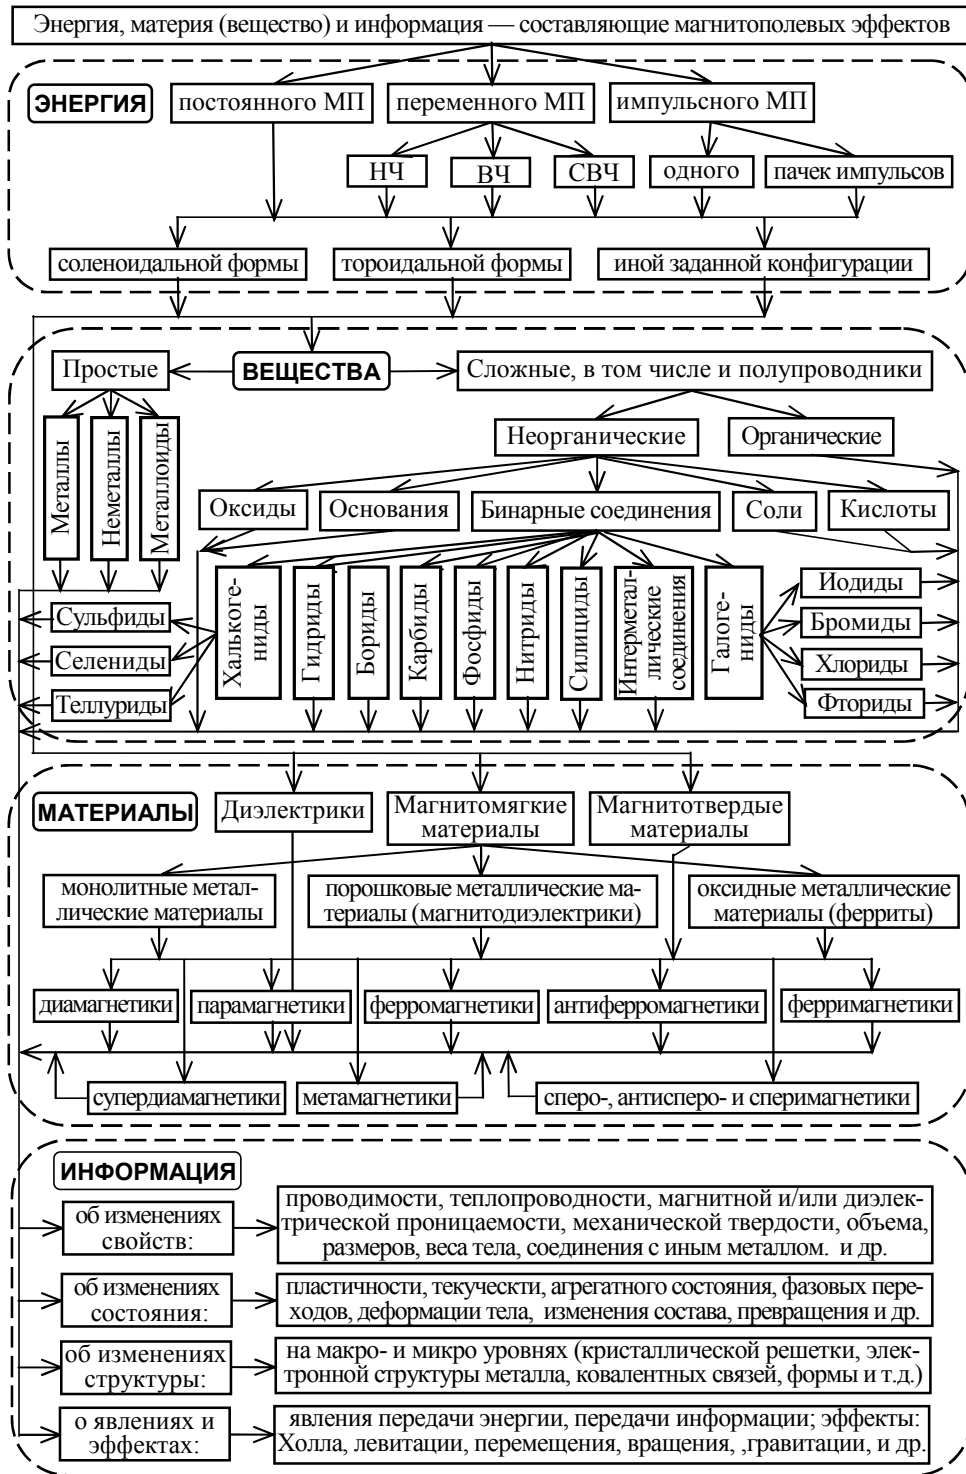 Энергия, материя (вещество) и информация — составляющие магнитополевых эффектов
ЭНЕРГИЯ
постоянного МП
переменного МП
импульсного МП
НЧ
ВЧ
СВЧ
одного
пачек импульсов
соленоидальной формы
тороидальной формы
иной заданной конфигурации
Простые
ВЕЩЕСТВА
Сложные, в том числе и полупроводники
Металлы
Неметаллы
Металлоиды
Неорганические
Органические
Оксиды
Основания
Бинарные соединения
Соли
Кислоты
Халькоге-
ниды
Гидриды
Бориды
Карбиды
Фосфиды
Нитриды
Силициды
Интерметал-
лические
соединения
Галоге-
ниды
Сульфиды
Селениды
Теллуриды
Иодиды
Бромиды
Хлориды
Фториды
МАТЕРИАЛЫ
Диэлектрики
Магнитомягкие
материалы
Магнитотвердые
материалы
монолитные метал-
лические материалы
порошковые металлические ма-
териалы (магнитодиэлектрики)
оксидные металлические
материалы (ферриты)
диамагнетики
парамагнетики
ферромагнетики
антиферромагнетики
ферримагнетики
супердиамагнетики
метамагнетики
сперо-, антисперо- и сперимагнетики
ИНФОРМАЦИЯ
об изменениях
свойств:
проводимости, теплопроводности, магнитной и/или диэлек-
трической проницаемости, механической твердости, объема,
размеров, веса тела, соединения с иным металлом. и др.
об изменениях
состояния:
пластичности, текуческти, агрегатного состояния, фазовых пере-
ходов, деформации тела, изменения состава, превращения и др.
об изменениях
структуры:
на макро- и микро уровнях (кристаллической решетки, элек-
тронной структуры металла, ковалентных связей, формы и т.д.)
о явлениях и
эффектах:
явления передачи энергии, передачи информации; эффекты:
Холла, левитации, перемещения, вращения, ,гравитации, и др.